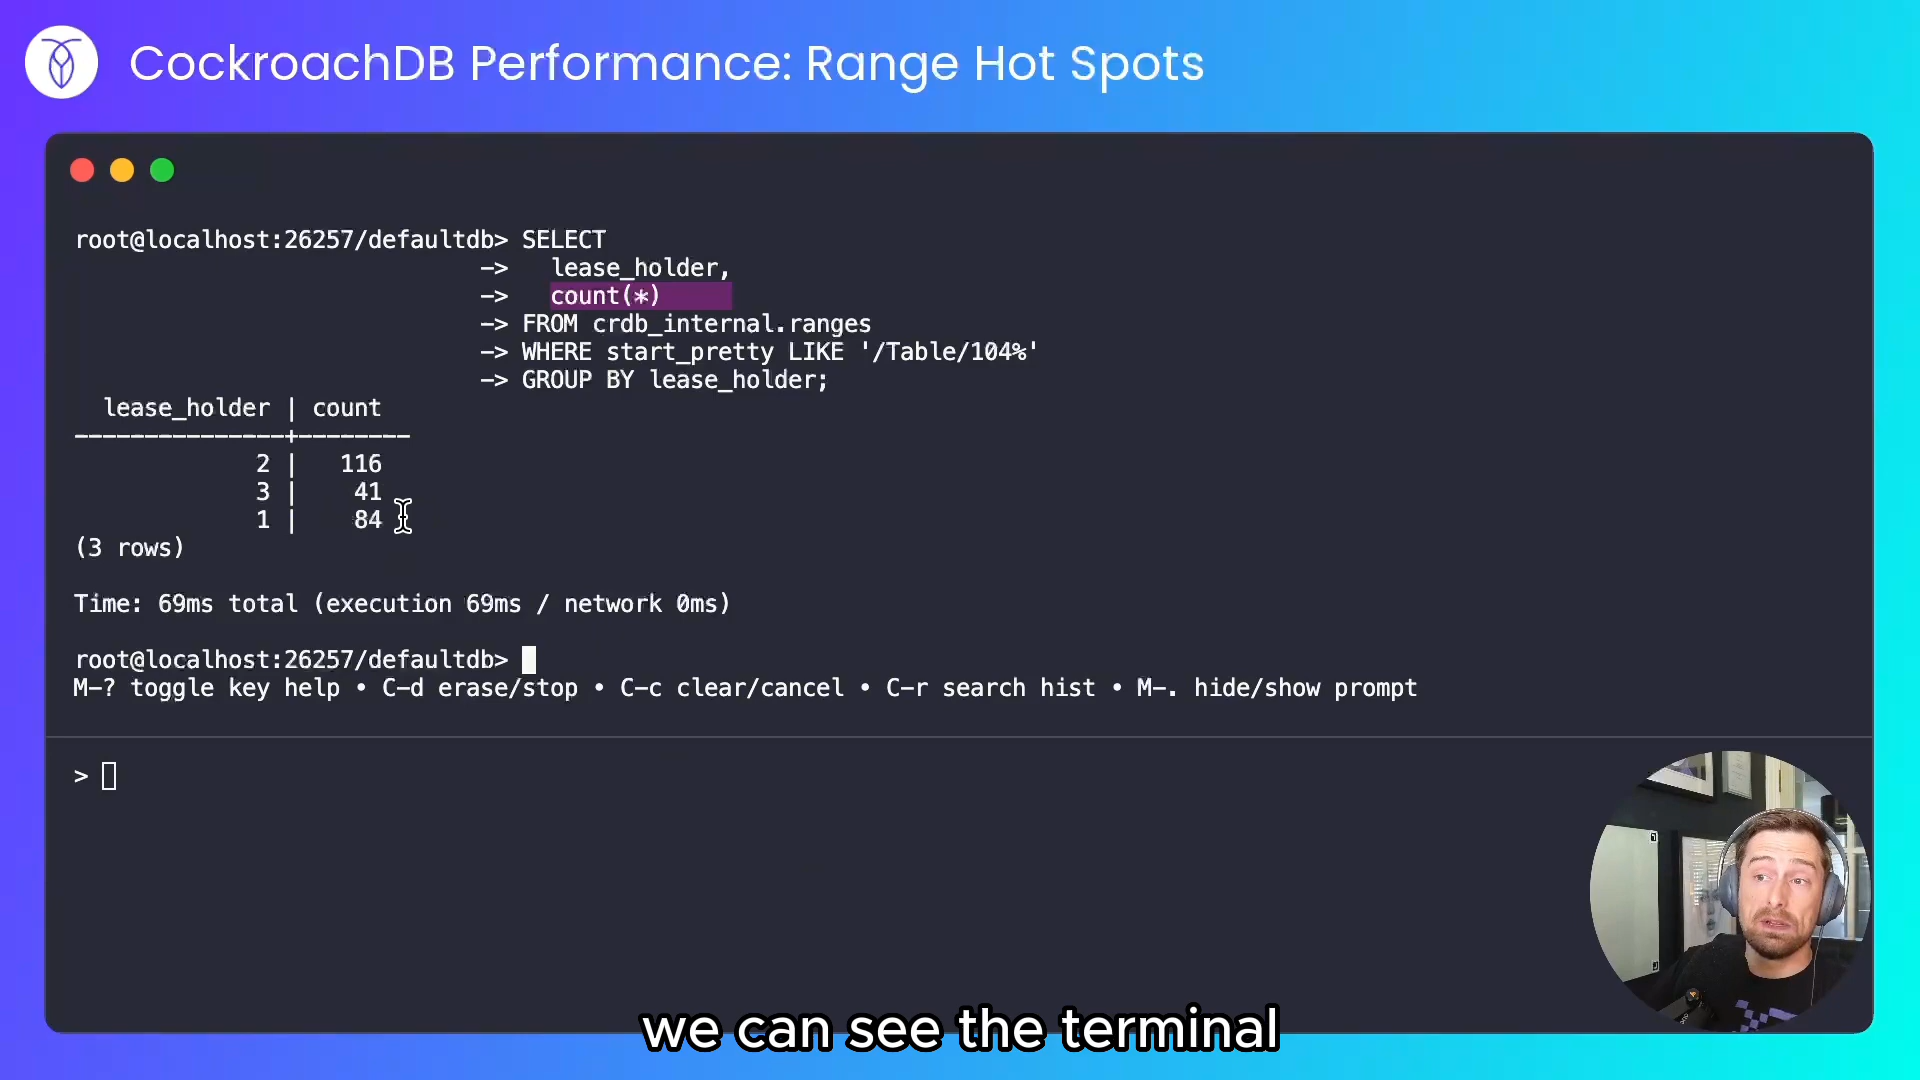 CockroachDB Performance: Range Hot Spots
root@localhost:26257/defaultdb> SELECT
-> lease_holder,
-> count(*)
-> FROM crdb_internal.ranges
-> WHERE start_pretty LIKE '/Table/104%'
-> GROUP BY lease_holder;
lease_holder | count
---------------+--------
2 | 116
3 | 41
1 | 84
(3 rows)
Time: 69ms total (execution 69ms / network 0ms)
root@localhost:26257/defaultdb>
M-? toggle key help • C-d erase/stop • C-c clear/cancel • C-r search hist • M-. hide/show prompt
>
we can see the terminal